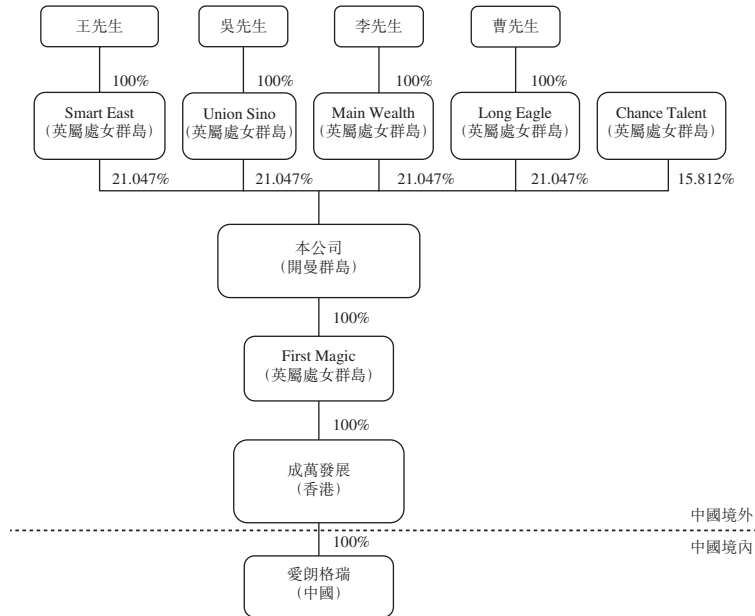 王先生
吳先生
李先生
曹先生
100%
100%
100%
100%
Smart East
(英屬處女群島)
Union Sino
(英屬處女群島)
Main Wealth
(英屬處女群島)
Long Eagle
(英屬處女群島)
Chance Talent
(英屬處女群島)
21.047%
21.047%
21.047%
21.047%
15.812%
本公司
(開曼群島)
100%
First Magic
(英屬處女群島)
100%
成萬發展
(香港)
中國境外
100%
中國境內
愛朗格瑞
(中國)